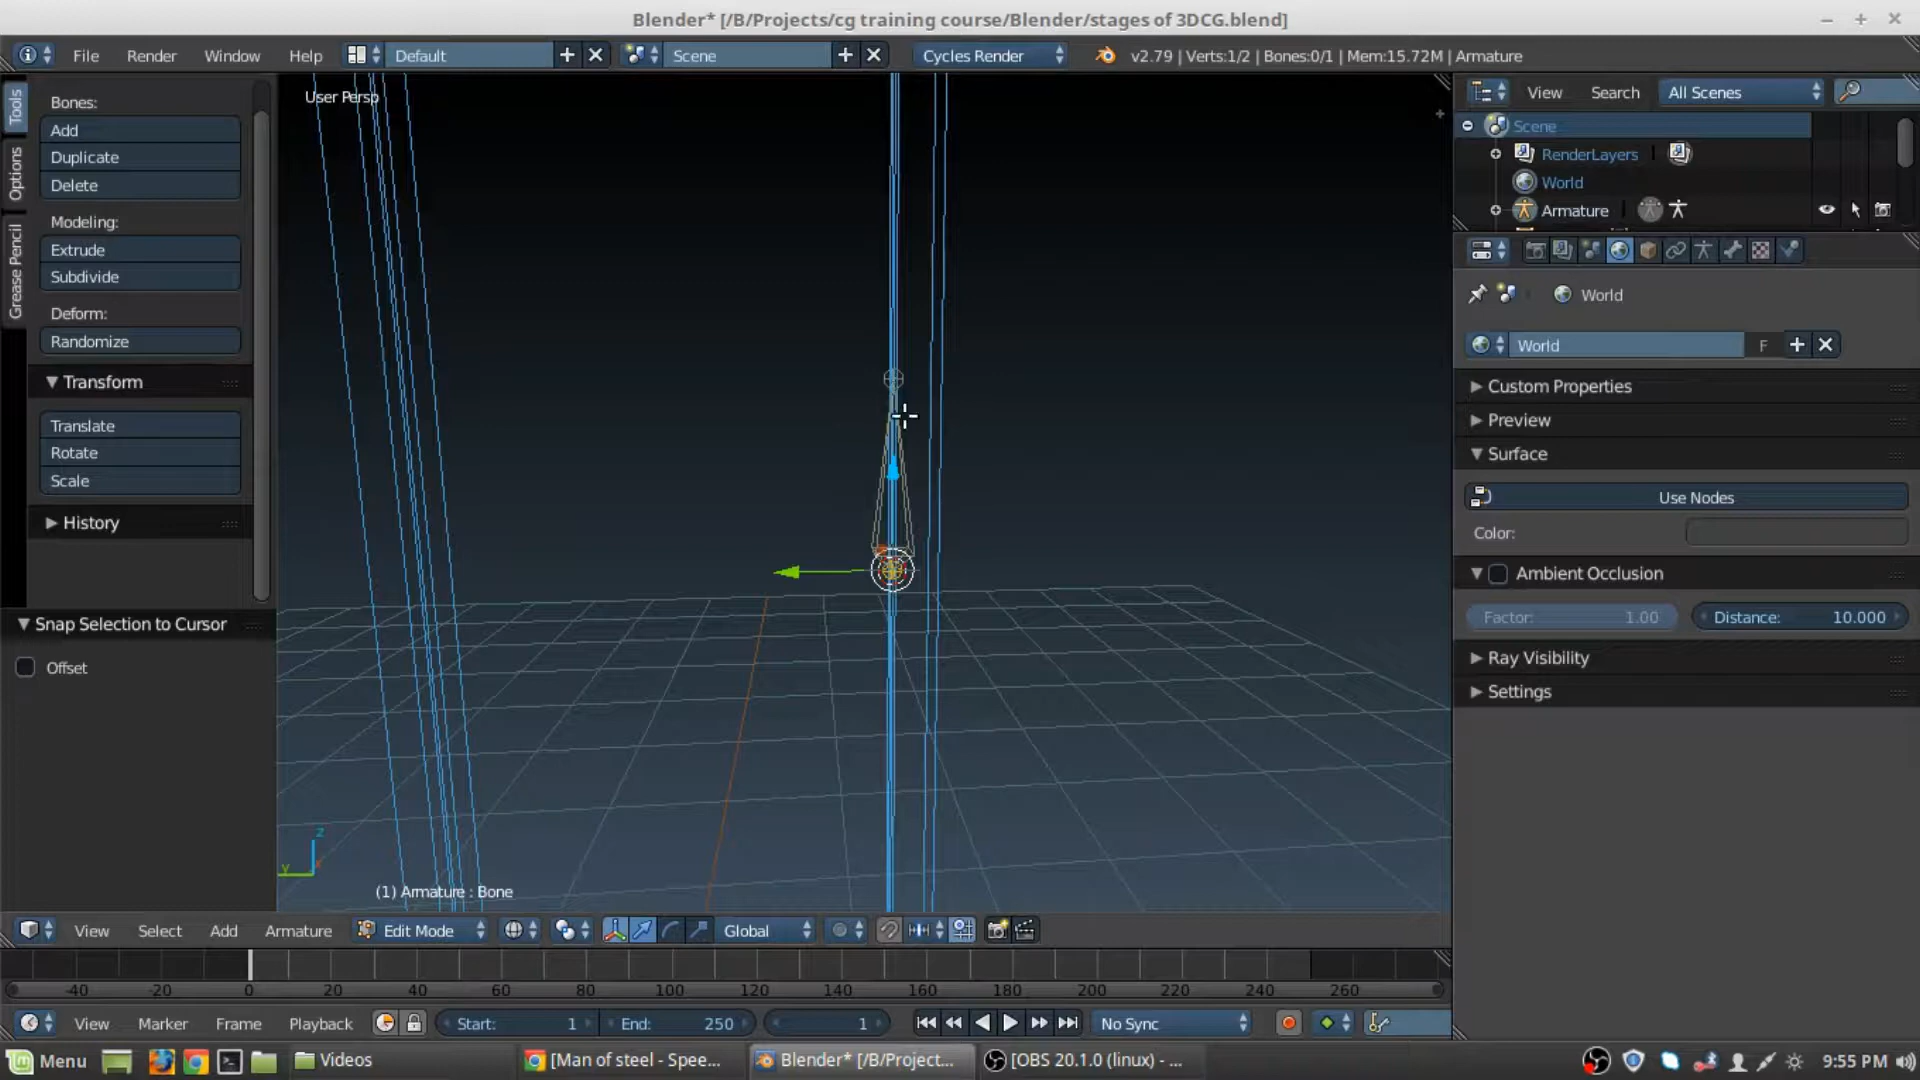 Blender* [/B/Projects/cg training course/Blender/stages of 3DCG.blend]
File Render Window Help Default Scene Cycles Render v2.79 | Verts:1/2 | Bones:0/1 | Mem:15.72M | Armature
Tools
Options
Grease Pencil
Bones:
Add
Duplicate
Delete
Modeling:
Extrude
Subdivide
Deform:
Randomize
Transform
Translate
Rotate
Scale
History
Snap Selection to Cursor
Offset
User Persp
z
y
(1) Armature : Bone
View Search All Scenes
Scene
RenderLayers
World
Armature
World
World F
Custom Properties
Preview
Surface
Use Nodes
Color:
Ambient Occlusion
Factor: 1.00 Distance: 10.000
Ray Visibility
Settings
View Select Add Armature Edit Mode Global
-40 -20 0 20 40 60 80 100 120 140 160 180 200 220 240 260
View Marker Frame Playback Start: 1 End: 250 1 No Sync
Menu Videos [Man of steel - Spee... Blender* [/B/Project... [OBS 20.1.0 (linux) - ... 9:55 PM